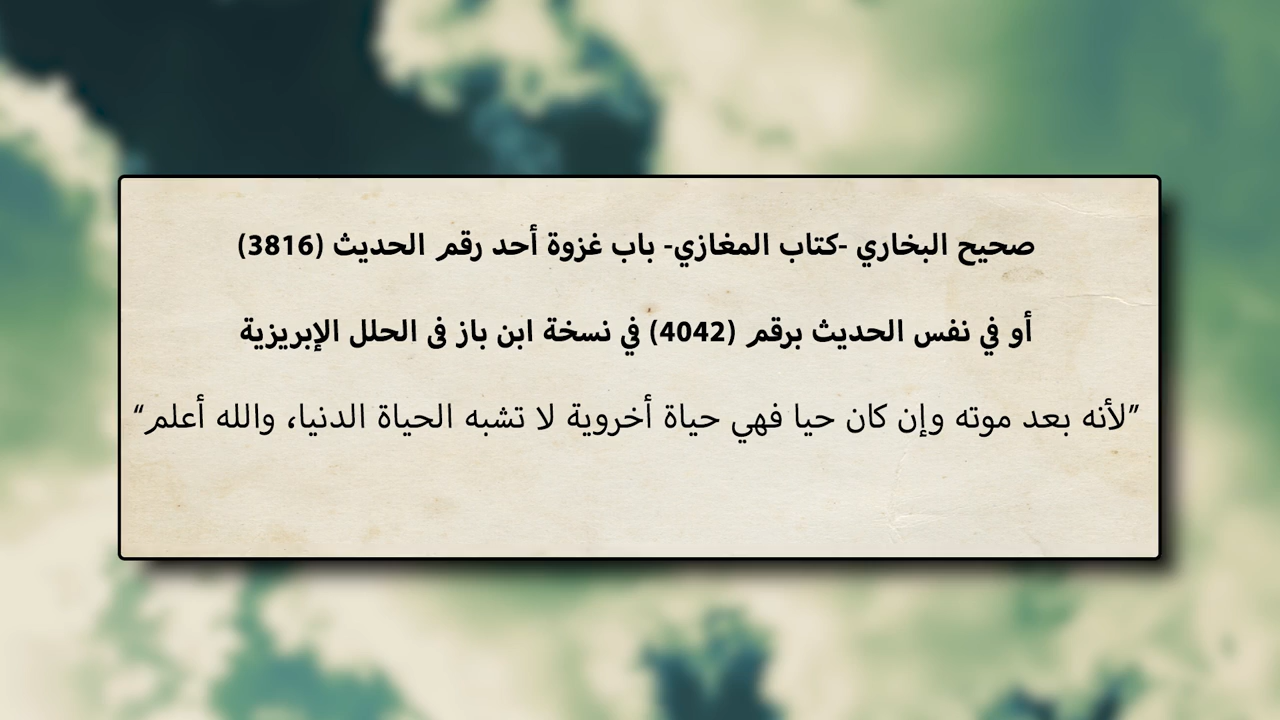 صحيح البخاري -كتاب المغازي- باب غزوة أحد رقم الحديث (3816)
أو في نفس الحديث برقم (4042) في نسخة ابن باز فى الحلل الإبريزية
”لأنه بعد موته وإن كان حيا فهي حياة أخروية لا تشبه الحياة الدنيا، والله أعلم“